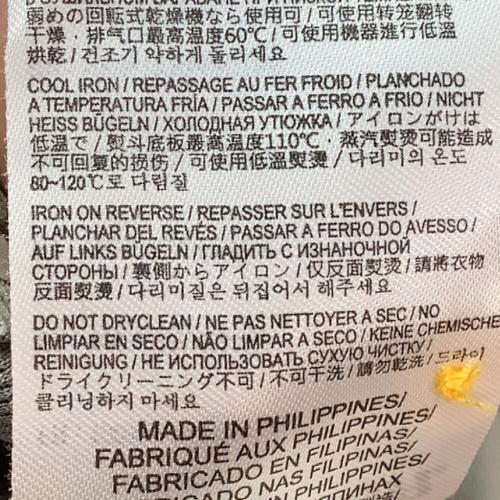 弱めの回転式乾燥機なら使用可 / 可使用转笼翻转
干燥，排气口最高温度60℃ / 可使用機器進行低溫
烘乾 / 건조기 약하게 돌리세요
COOL IRON / REPASSAGE AU FER FROID / PLANCHADO
A TEMPERATURA FRÍA / PASSAR A FERRO A FRIO / NICHT
HEISS BÜGELN / ХОЛОДНАЯ УТЮЖКА / アイロンがけは
低温で / 熨斗底板最高温度110℃，蒸汽熨烫可能造成
不可回复的损伤 / 可使用低溫熨燙 / 다리미의 온도
80~120℃로 다림질
IRON ON REVERSE / REPASSER SUR L'ENVERS /
PLANCHAR DEL REVÉS / PASSAR A FERRO DO AVESSO /
AUF LINKS BÜGELN / ГЛАДИТЬ С ИЗНАНОЧНОЙ
СТОРОНЫ / 裏側からアイロン / 仅反面熨烫 / 請將衣物
反面熨燙 / 다리미질은 뒤집어서 해주세요
DO NOT DRYCLEAN / NE PAS NETTOYER A SEC / NO
LIMPIAR EN SECO / NÃO LIMPAR A SECO / KEINE CHEMISCHE
REINIGUNG / НЕ ИСПОЛЬЗОВАТЬ СУХУЮ ЧИСТКУ /
ドライクリーニング不可 / 不可干洗 / 請勿乾洗 / 드라이
클리닝하지 마세요
MADE IN PHILIPPINES/
FABRIQUÉ AUX PHILIPPINES/
FABRICADO EN FILIPINAS/
FABRICADO NAS FILIPINAS/
IN PHILIPPINEN/